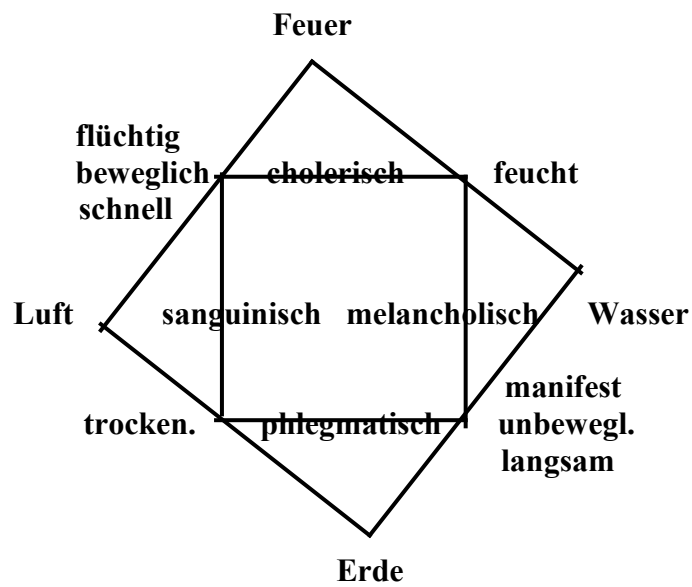 Feuer
flüchtig
beweglich cholerisch feucht
schnell
Luft sanguinisch melancholisch Wasser
manifest
trocken. phlegmatisch unbewegl.
langsam
Erde